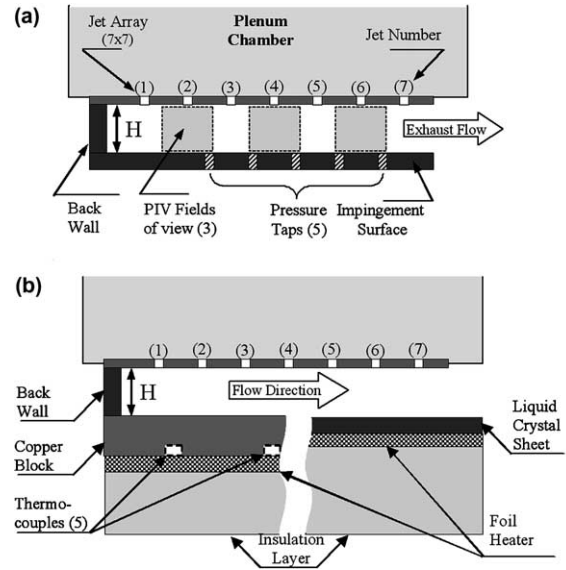 (a)
Jet Array
(7x7)
Plenum
Chamber
Jet Number
(1) (2) (3) (4) (5) (6) (7)
H
Exhaust Flow
Back
Wall
PIV Fields
of view (3)
Pressure
Taps (5)
Impingement
Surface
(b)
(1) (2) (3) (4) (5) (6) (7)
Back
Wall
H
Flow Direction
Copper
Block
Liquid
Crystal
Sheet
Thermo-
couples (5)
Insulation
Layer
Foil
Heater